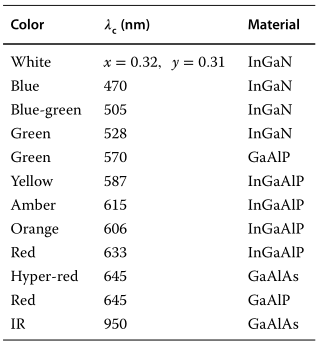 Color λc (nm) Material
White x = 0.32, y = 0.31 InGaN
Blue 470 InGaN
Blue-green 505 InGaN
Green 528 InGaN
Green 570 GaAlP
Yellow 587 InGaAlP
Amber 615 InGaAlP
Orange 606 InGaAlP
Red 633 InGaAlP
Hyper-red 645 GaAlAs
Red 645 GaAlP
IR 950 GaAlAs